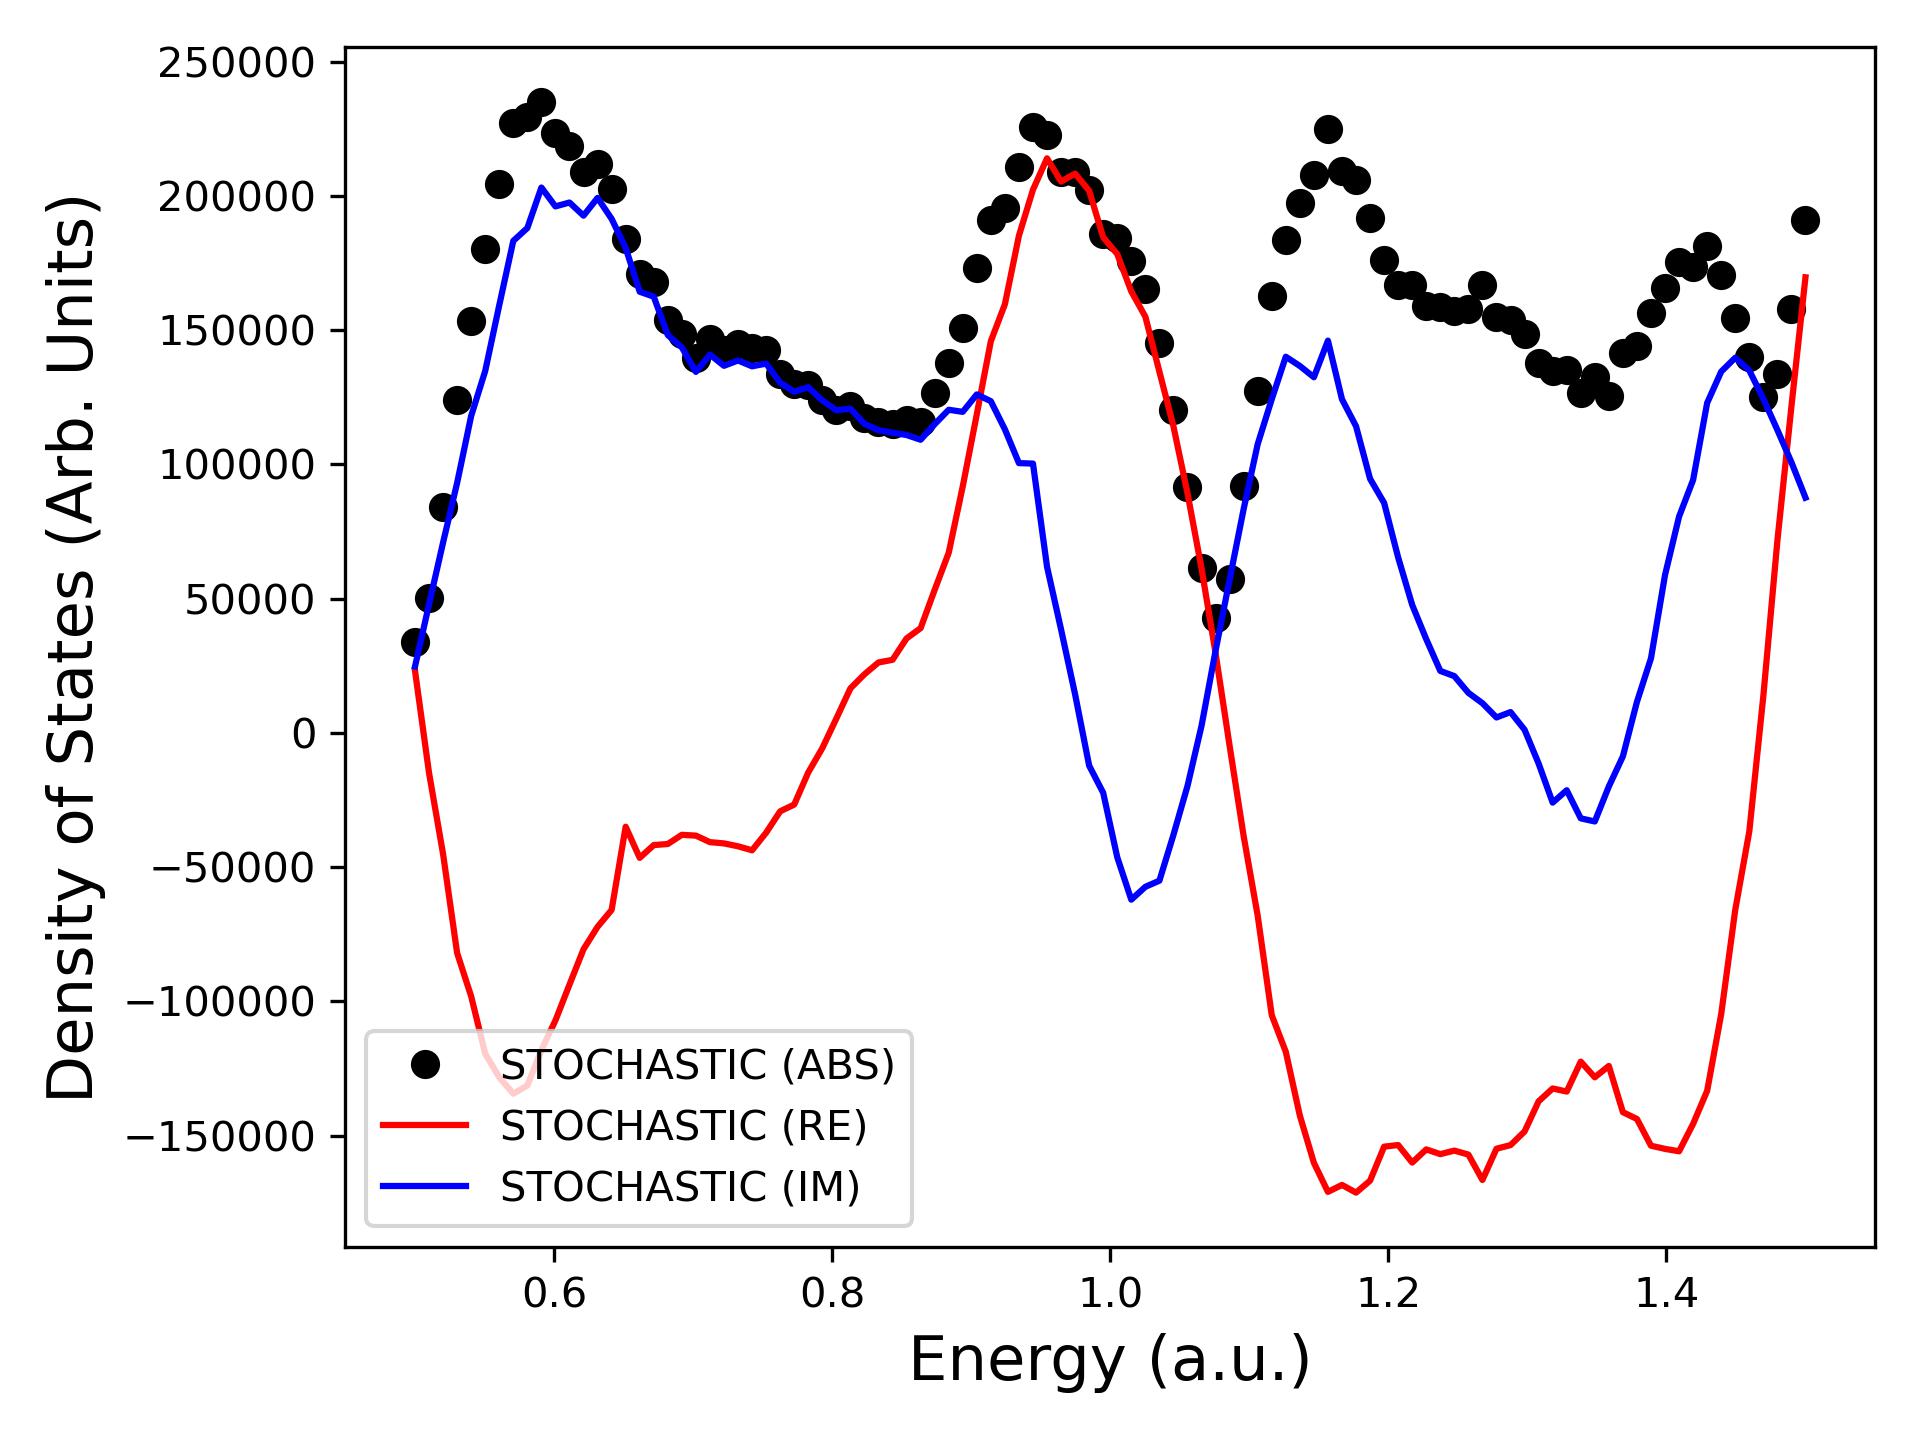 250000
200000
150000
100000
50000
0
−50000
−100000
−150000
Density of States (Arb. Units)
STOCHASTIC (ABS)
STOCHASTIC (RE)
STOCHASTIC (IM)
0.6 0.8 1.0 1.2 1.4
Energy (a.u.)